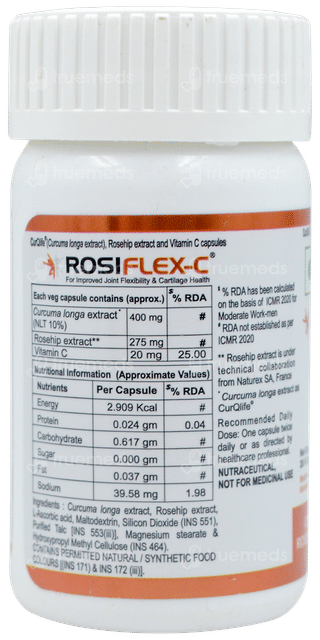 CurQlife® (Curcuma longa extract), Rosehip extract and Vitamin C capsules
ROSIFLEX-C®
For Improved Joint Flexibility & Cartilage Health
Each veg capsule contains (approx.) $% RDA
Curcuma longa extract* (NLT 10%) 400 mg #
Rosehip extract** 275 mg #
Vitamin C 20 mg 25.00
Nutritional Information (Approximate Values)
Nutrients Per Capsule $% RDA
Energy 2.909 Kcal #
Protein 0.024 gm 0.04
Carbohydrate 0.617 gm #
Sugar 0.000 gm #
Fat 0.037 gm #
Sodium 39.58 mg 1.98
Ingredients : Curcuma longa extract, Rosehip extract,
L-Ascorbic acid, Maltodextrin, Silicon Dioxide (INS 551),
Purified Talc [INS 553(iii)], Magnesium stearate &
Hydroxypropyl Methyl Cellulose (INS 464).
CONTAINS PERMITTED NATURAL / SYNTHETIC FOOD
COLOURS [(INS 171) & INS 172 (iii)].
$ % RDA has been calculated
on the basis of ICMR 2020 for
Moderate Work-men
# RDA not established as per
ICMR 2020
** Rosehip extract is under
technical collaboration
from Naturex SA, France
* Curcuma longa extract as
CurQlife®
Recommended Daily
Dose: One capsule twice
daily or as directed by
healthcare professional.
NUTRACEUTICAL,
NOT FOR MEDICINAL USE
truemeds